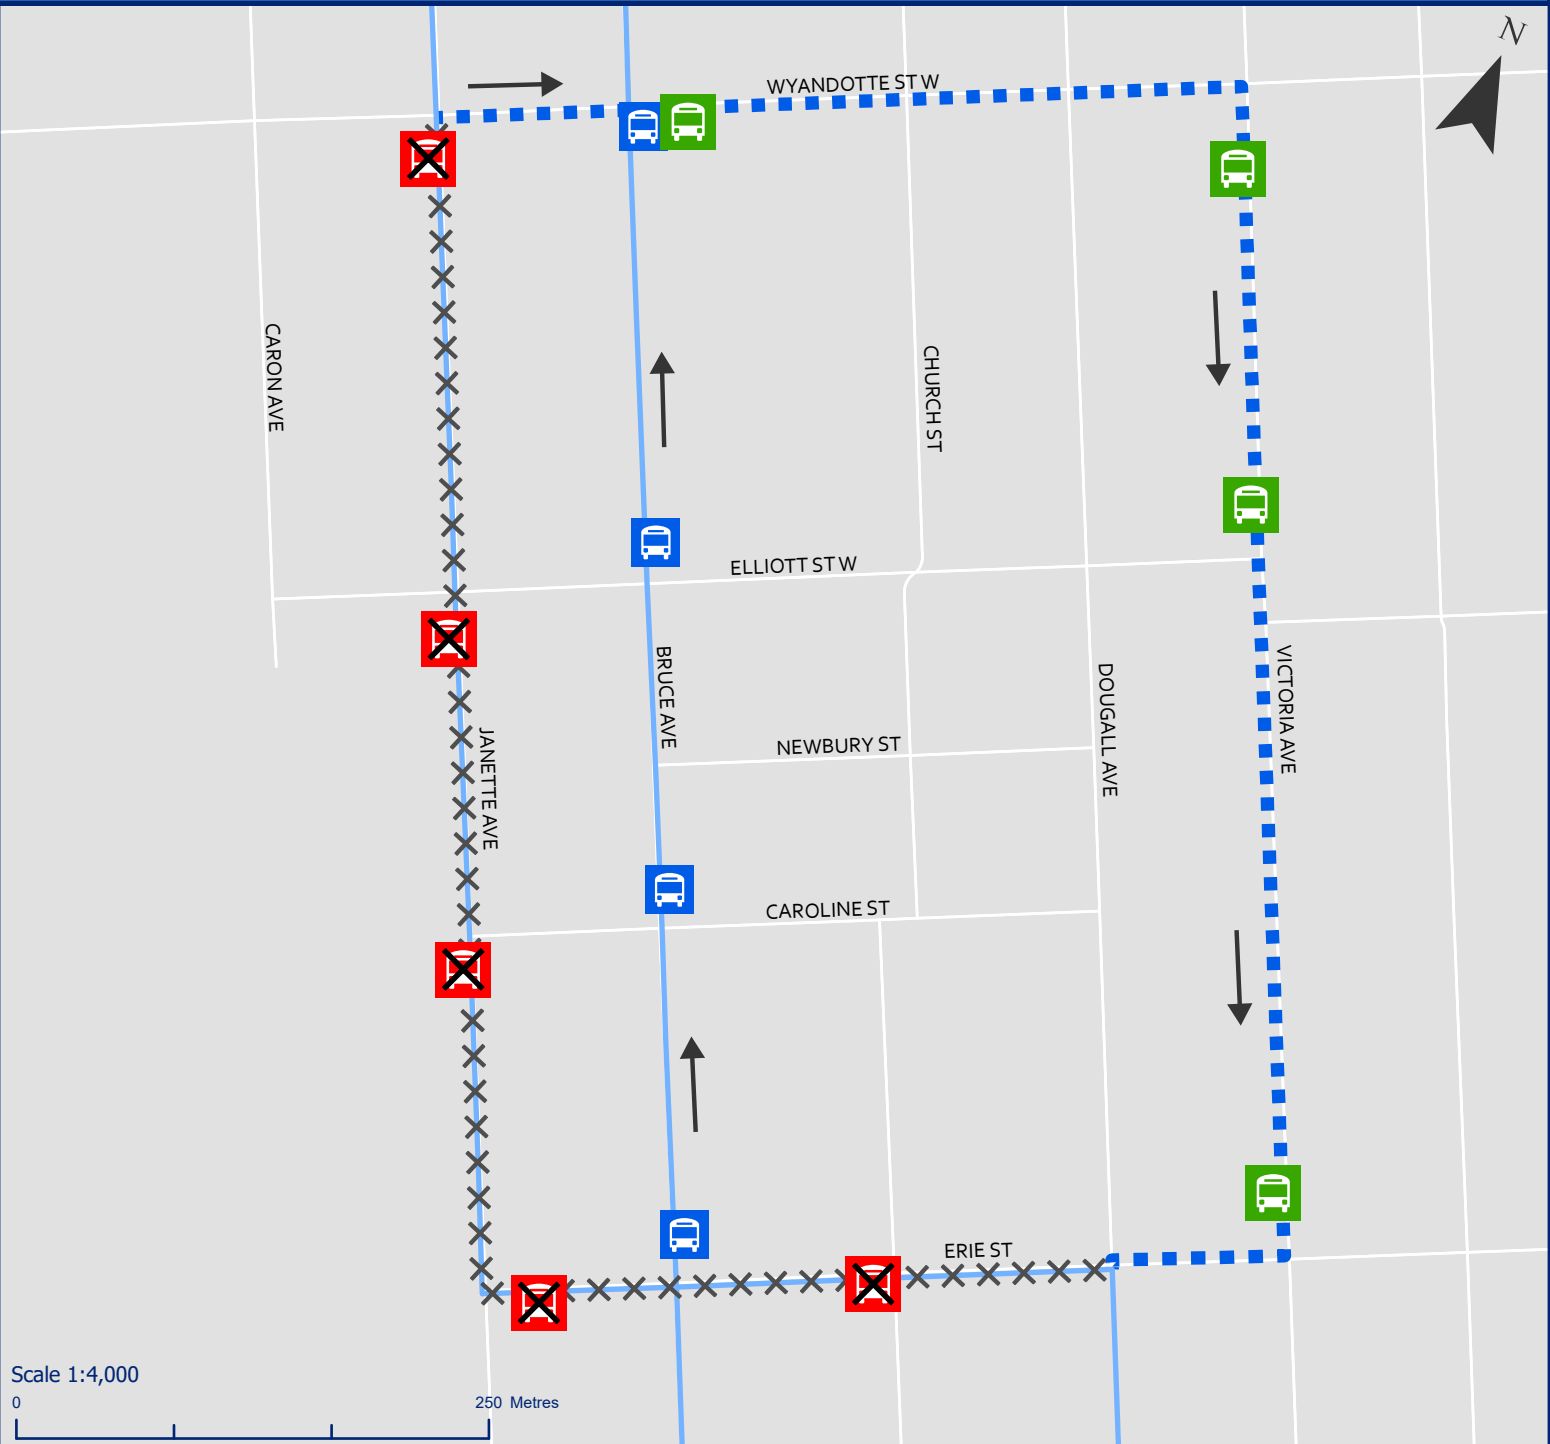 N
WYANDOTTE ST W
CARON AVE
CHURCH ST
ELLIOTT ST W
BRUCE AVE
VICTORIA AVE
DOUGALL AVE
JANETTE AVE
NEWBURY ST
CAROLINE ST
ERIE ST
Scale 1:4,000
0 250 Metres